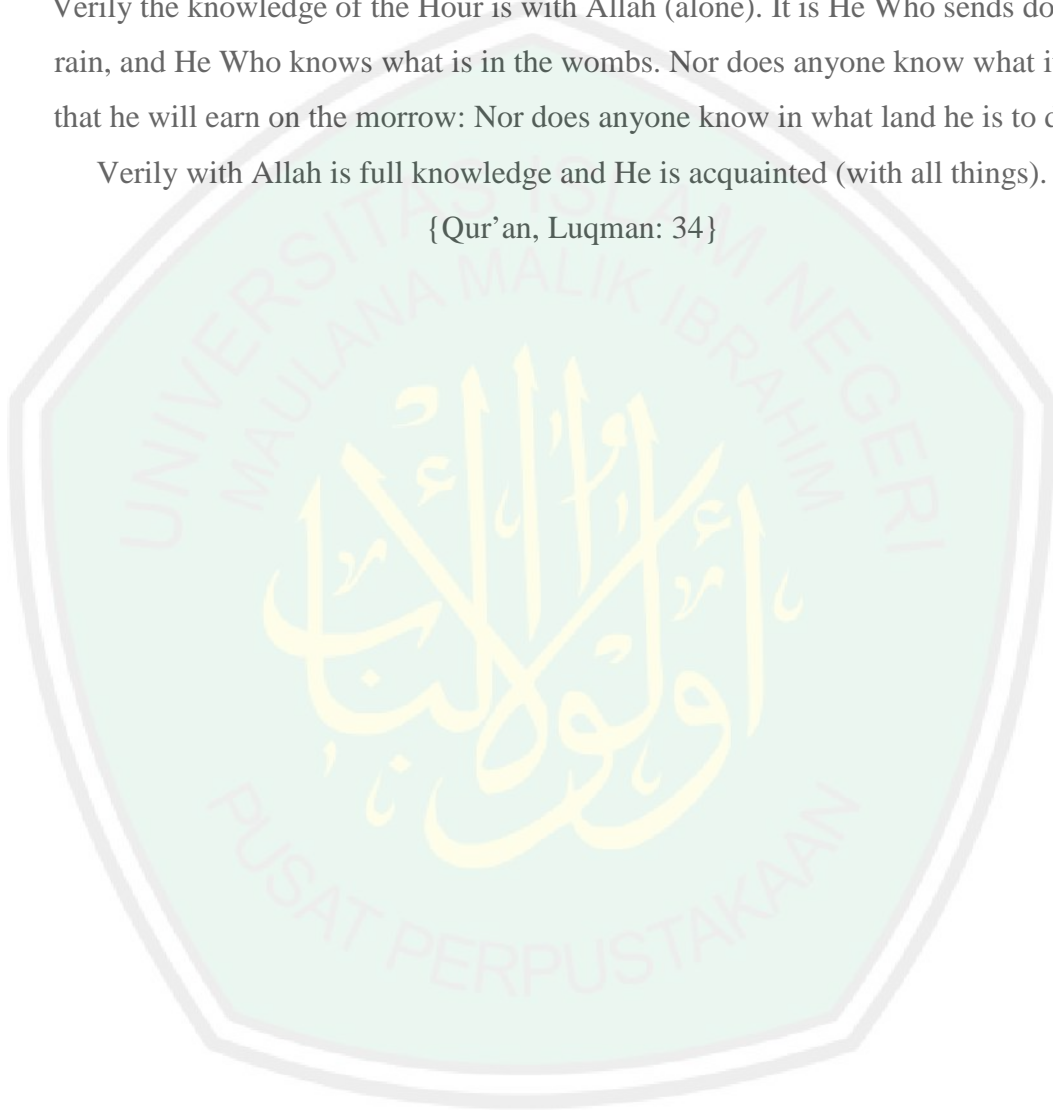 Verily the knowledge of the Hour is with Allah (alone). It is He Who sends
rain, and He Who knows what is in the wombs. Nor does anyone know what
that he will earn on the morrow: Nor does anyone know in what land he is to
Verily with Allah is full knowledge and He is acquainted (with all things).
{Qur'an, Luqman: 34}
UNIVERSITAS ISLAM NEGERI
MAULANA MALIK IBRAHIM
أولوا الألباب
PUSAT PERPUSTAKAAN